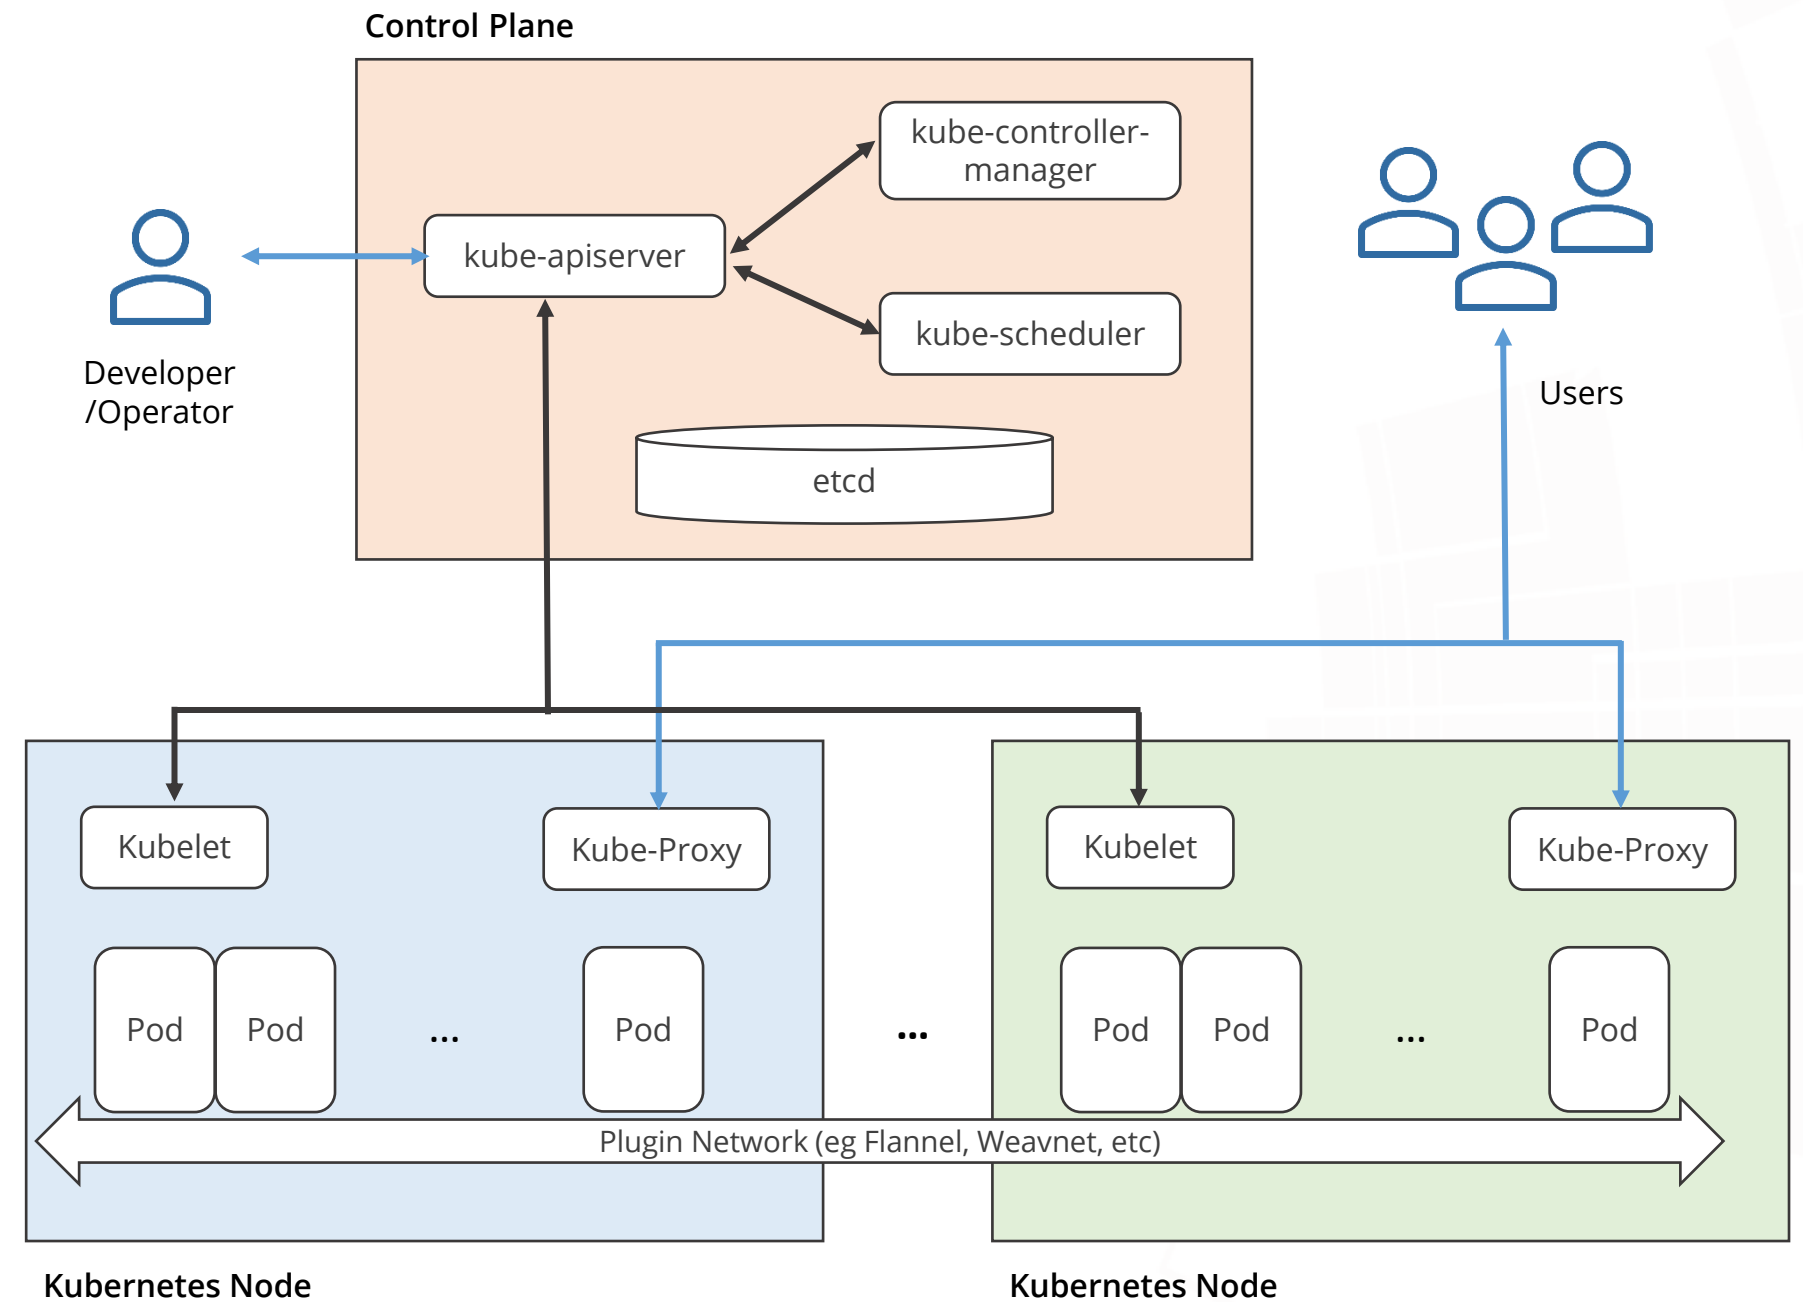 Control Plane
kube-controller-
manager
kube-apiserver
kube-scheduler
Developer
/Operator
Users
etcd
Kubelet
Kube-Proxy
Kubelet
Kube-Proxy
Pod
Pod
...
Pod
...
Pod
Pod
...
Pod
Plugin Network (eg Flannel, Weavnet, etc)
Kubernetes Node
Kubernetes Node